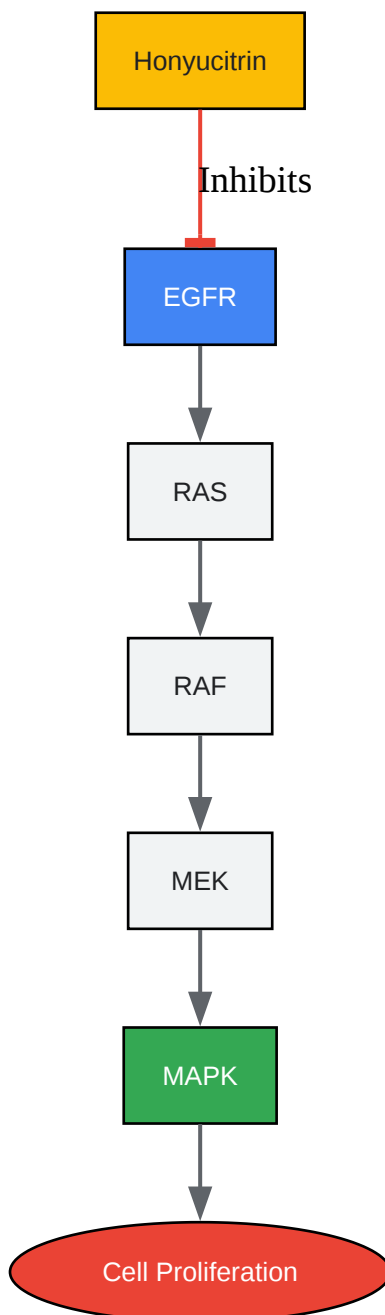 Honyucitrin
Inhibits
EGFR
RAS
RAF
MEK
MAPK
Cell Proliferation